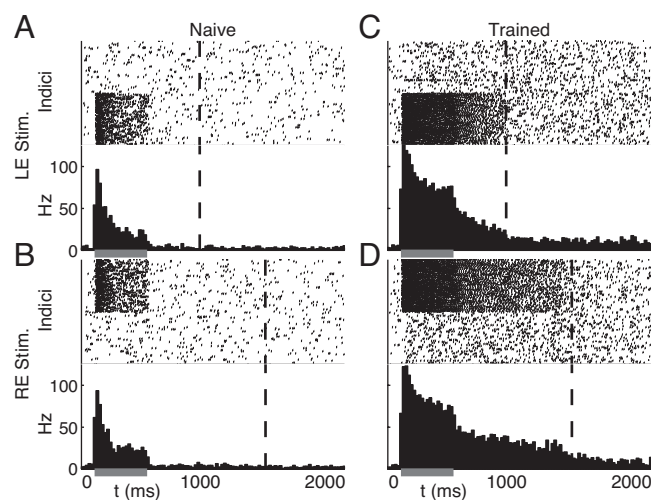 A Naive
C Trained
LE Stim.
Indici
Hz
100
50
0
B
D
RE Stim.
Indici
Hz
100
50
0
0 1000 2000
t (ms)
0 1000 2000
t (ms)